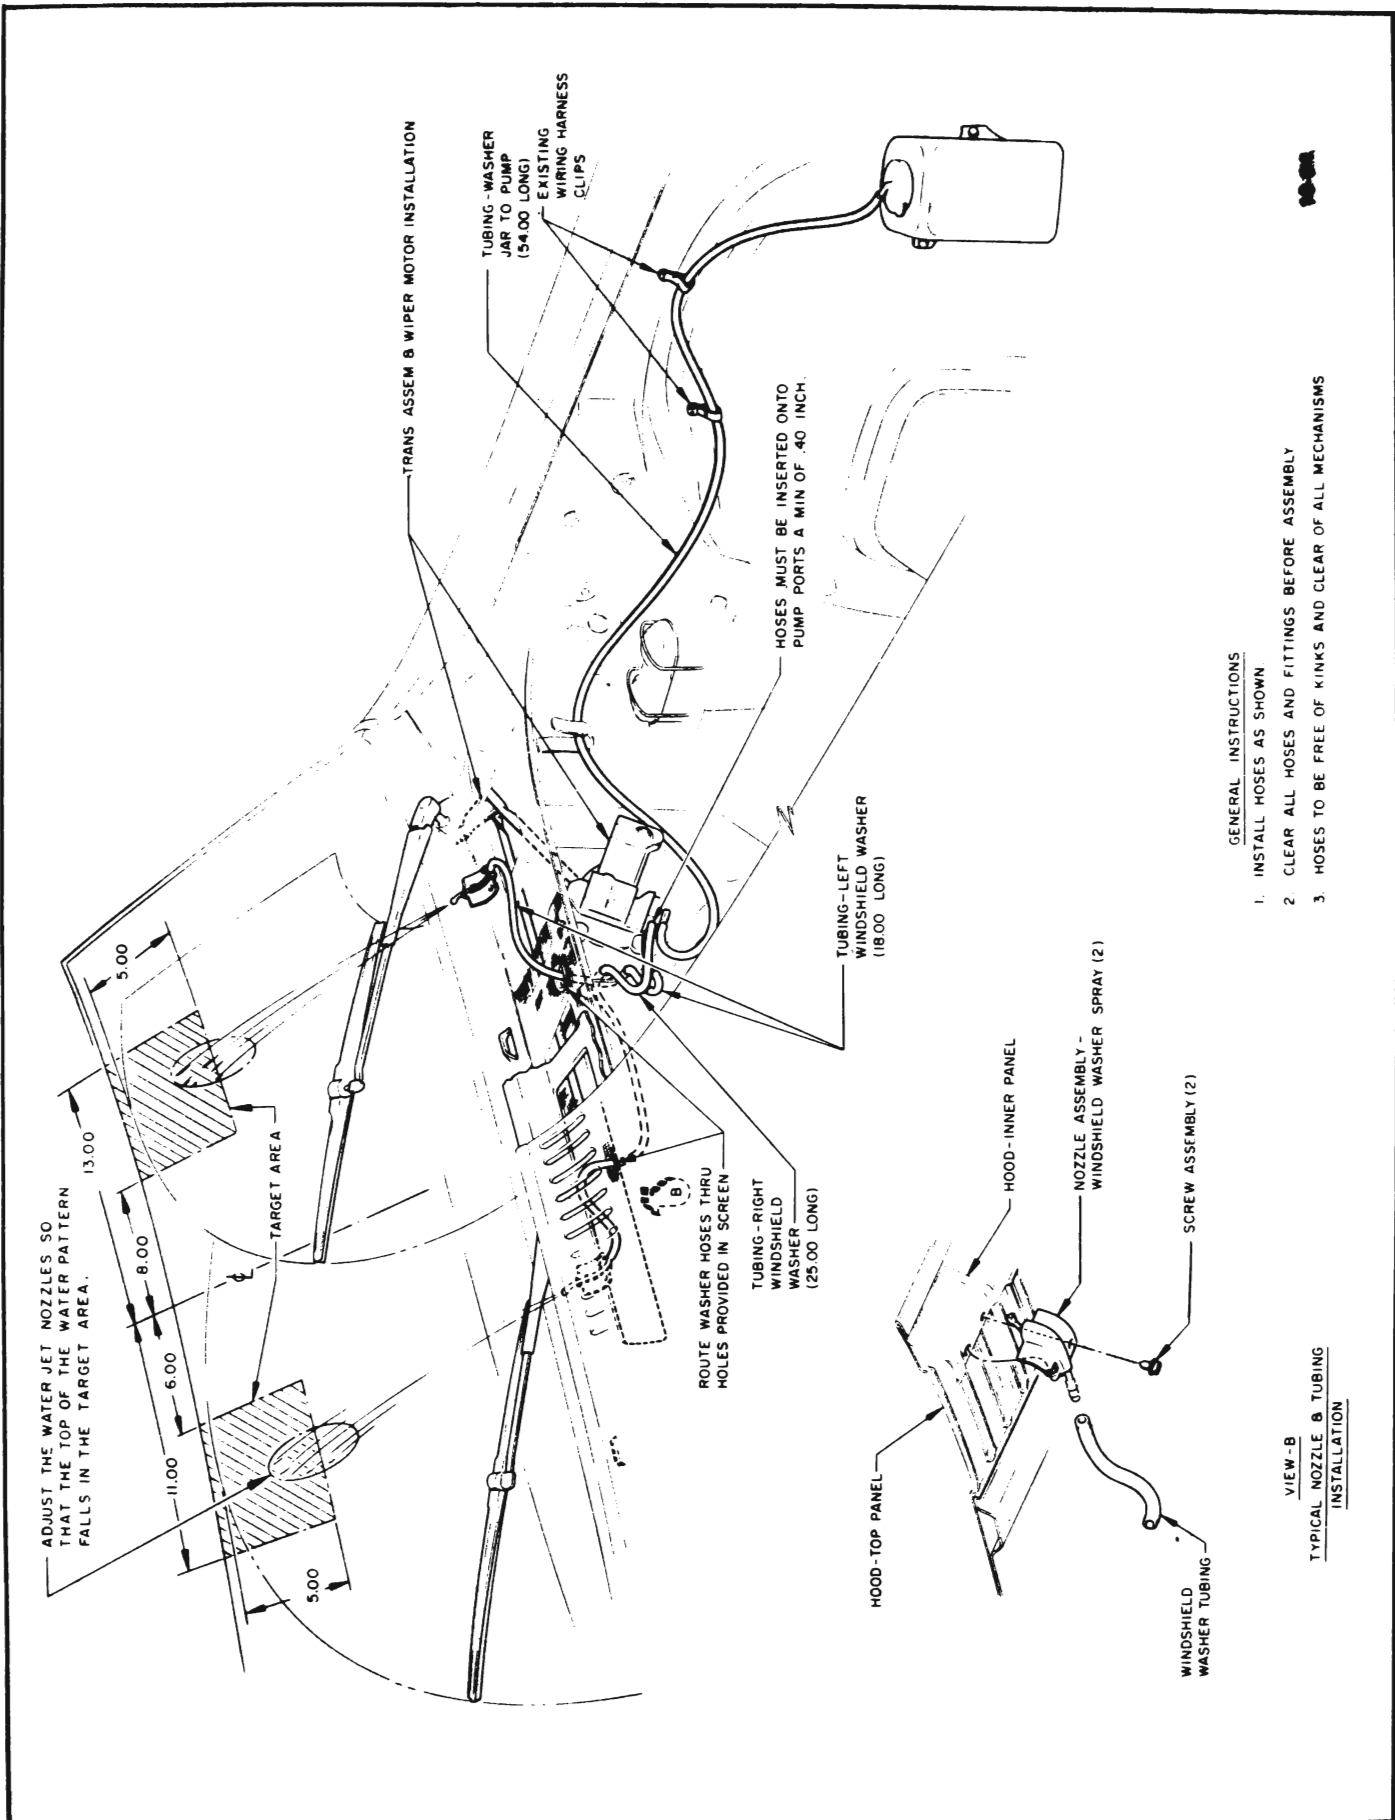 ADJUST THE WATER JET NOZZLES SO
THAT THE TOP OF THE WATER PATTERN
FALLS IN THE TARGET AREA.
5.00
11.00
6.00
8.00
13.00
5.00
TARGET AREA
℄
TRANS ASSEM & WIPER MOTOR INSTALLATION
TUBING-WASHER
JAR TO PUMP
(54.00 LONG)
EXISTING
WIRING HARNESS
CLIPS
ROUTE WASHER HOSES THRU
HOLES PROVIDED IN SCREEN
B
TUBING-RIGHT
WINDSHIELD
WASHER
(25.00 LONG)
TUBING-LEFT
WINDSHIELD WASHER
(18.00 LONG)
HOSES MUST BE INSERTED ONTO
PUMP PORTS A MIN OF .40 INCH.
HOOD-TOP PANEL
HOOD-INNER PANEL
NOZZLE ASSEMBLY-
WINDSHIELD WASHER SPRAY (2)
SCREW ASSEMBLY (2)
WINDSHIELD
WASHER TUBING
VIEW-B
TYPICAL NOZZLE & TUBING
INSTALLATION
GENERAL INSTRUCTIONS
1. INSTALL HOSES AS SHOWN
2. CLEAR ALL HOSES AND FITTINGS BEFORE ASSEMBLY
3. HOSES TO BE FREE OF KINKS AND CLEAR OF ALL MECHANISMS